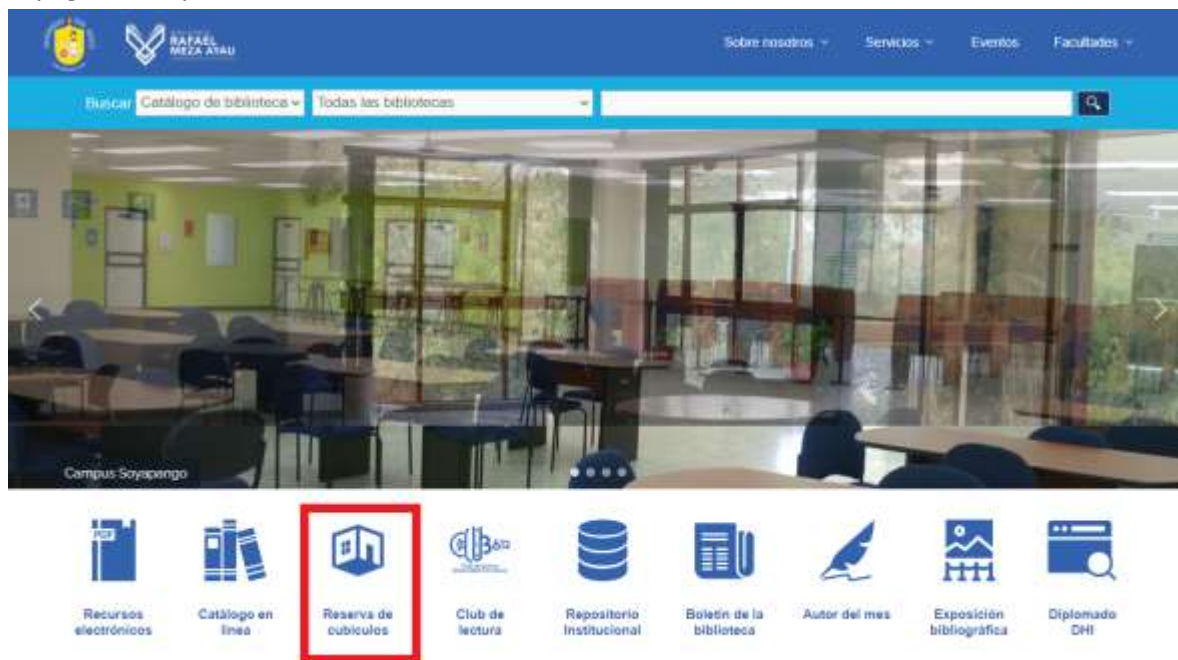 RAFAEL
MEZA AYAU
Sobre nosotros
Servicios
Eventos
Facultades
Buscar
Catálogo de biblioteca
Todas las bibliotecas
Campus Soyapango
PDF
Recursos
electrónicos
Catálogo en
línea
Reserva de
cubículos
Club de
lectura
Repositorio
Institucional
Boletín de la
biblioteca
Autor del mes
Exposición
bibliográfica
Diplomado
DHI